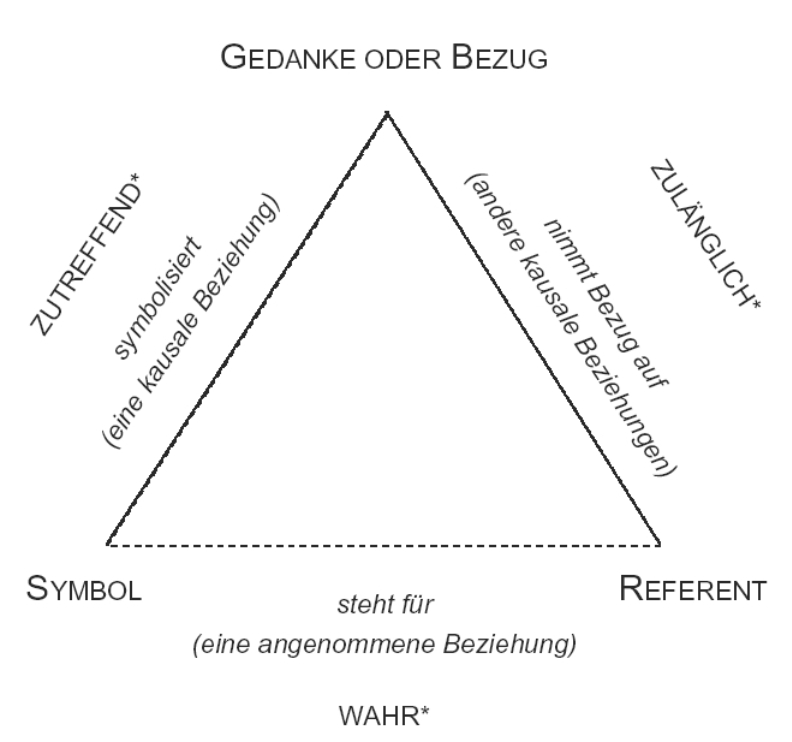 GEDANKE ODER BEZUG
ZUTREFFEND*
symbolisiert
(eine kausale Beziehung)
ZULÄNGLICH*
nimmt Bezug auf
(andere kausale Beziehungen)
SYMBOL
REFERENT
steht für
(eine angenommene Beziehung)
WAHR*